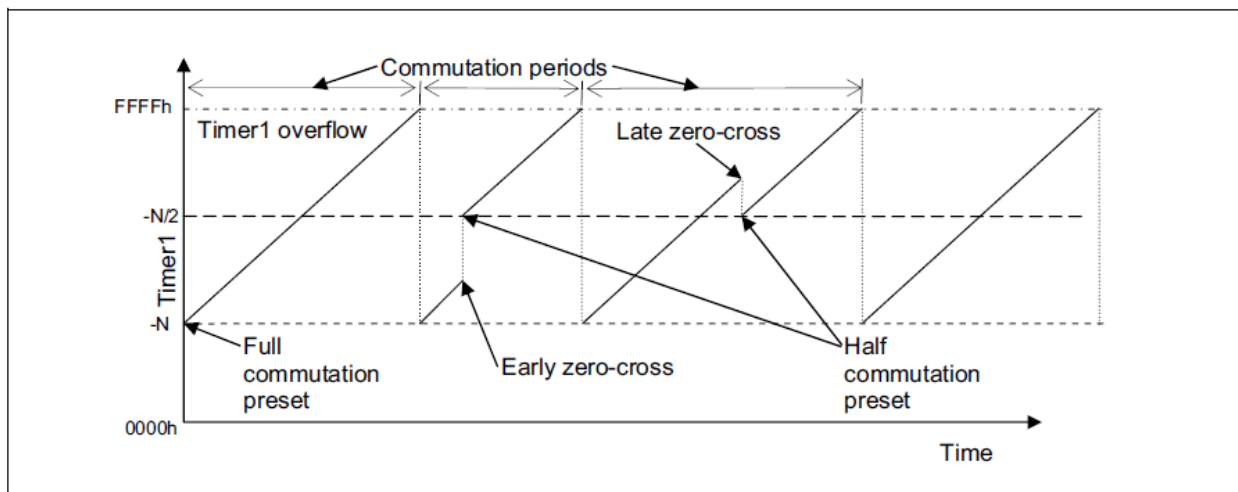 Commutation periods
FFFFh
Timer1 overflow
Late zero-cross
-N/2
Timer1
-N
Full
commutation
preset
Early zero-cross
Half
commutation
preset
0000h
Time